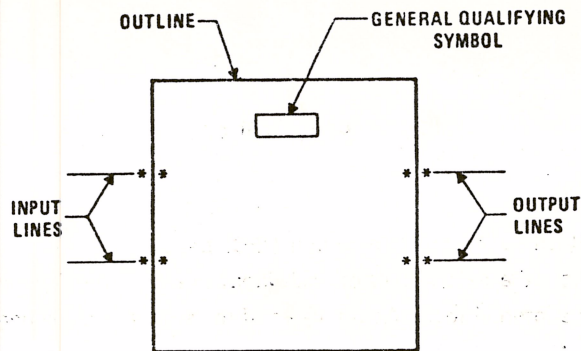 OUTLINE
GENERAL QUALIFYING
SYMBOL
* *
* *
INPUT
LINES
OUTPUT
LINES
* *
* *